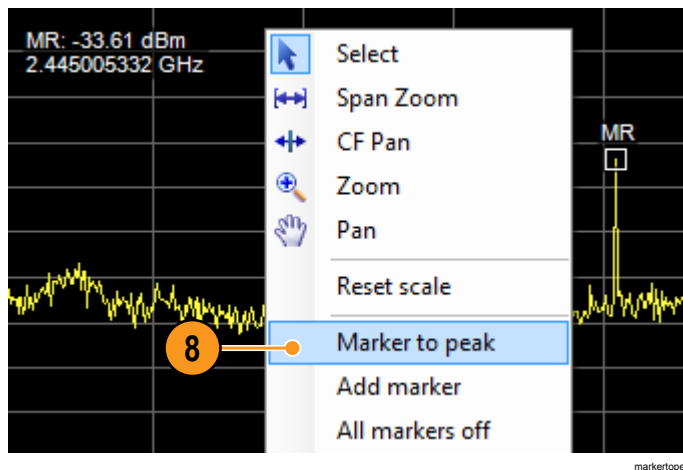 MR: -33.61 dBm
2.445005332 GHz
Select
Span Zoom
CF Pan
MR
Zoom
Pan
Reset scale
8
Marker to peak
Add marker
All markers off
markertope